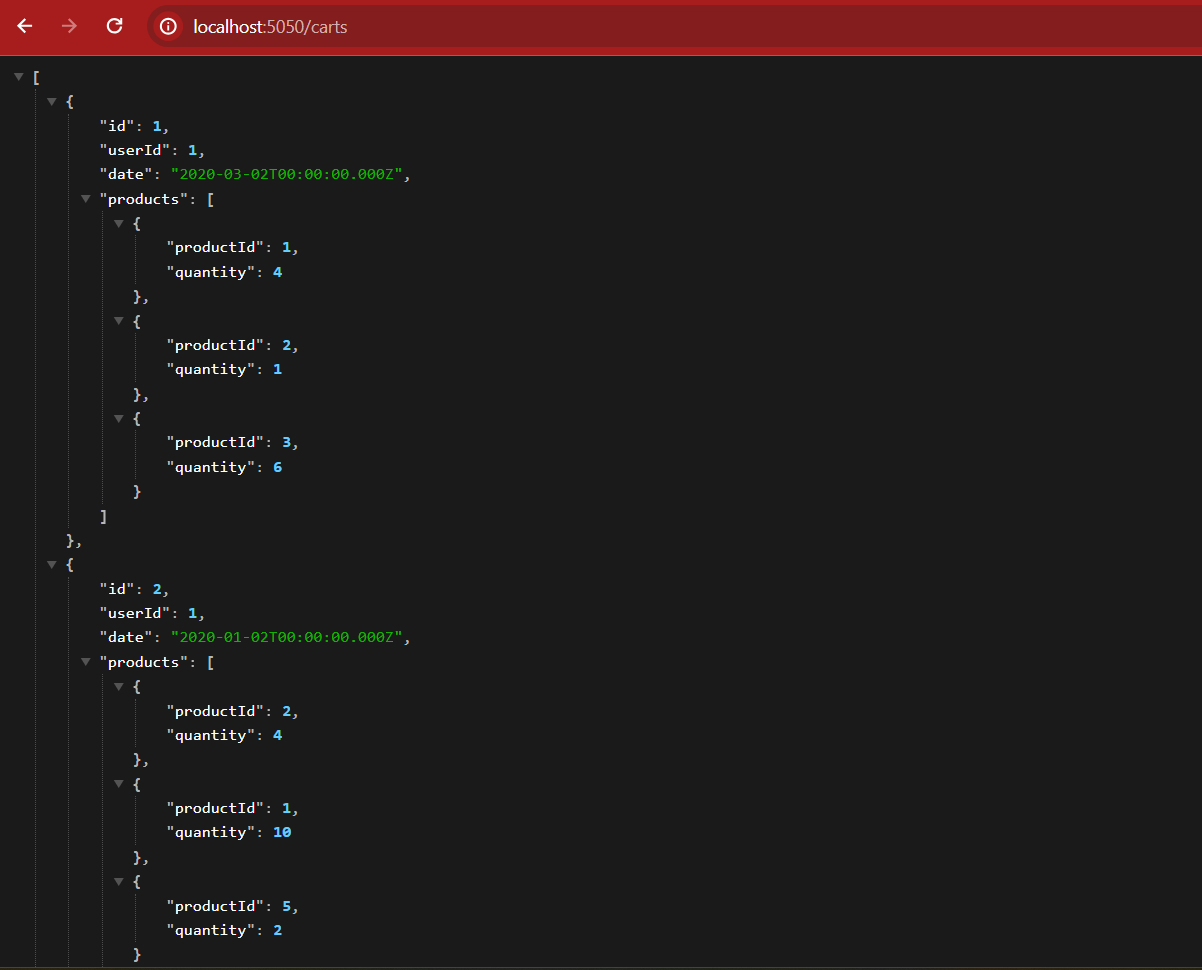 localhost:5050/carts
[
{
"id": 1,
"userId": 1,
"date": "2020-03-02T00:00:00.000Z",
"products": [
{
"productId": 1,
"quantity": 4
},
{
"productId": 2,
"quantity": 1
},
{
"productId": 3,
"quantity": 6
}
]
},
{
"id": 2,
"userId": 1,
"date": "2020-01-02T00:00:00.000Z",
"products": [
{
"productId": 2,
"quantity": 4
},
{
"productId": 1,
"quantity": 10
},
{
"productId": 5,
"quantity": 2
}